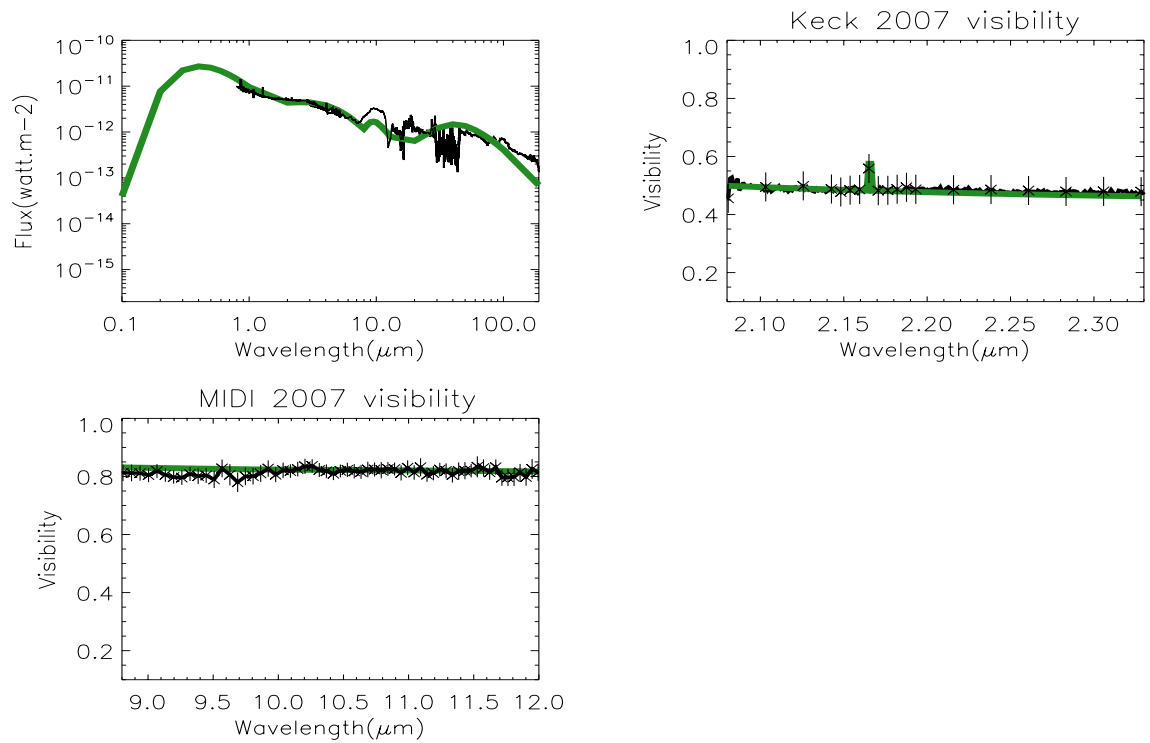 10^-10
10^-11
10^-12
10^-13
10^-14
10^-15
Flux(watt.m-2)
0.1 1.0 10.0 100.0
Wavelength(μm)
Keck 2007 visibility
1.0
0.8
0.6
0.4
0.2
Visibility
2.10 2.15 2.20 2.25 2.30
Wavelength(μm)
MIDI 2007 visibility
1.0
0.8
0.6
0.4
0.2
Visibility
9.0 9.5 10.0 10.5 11.0 11.5 12.0
Wavelength(μm)